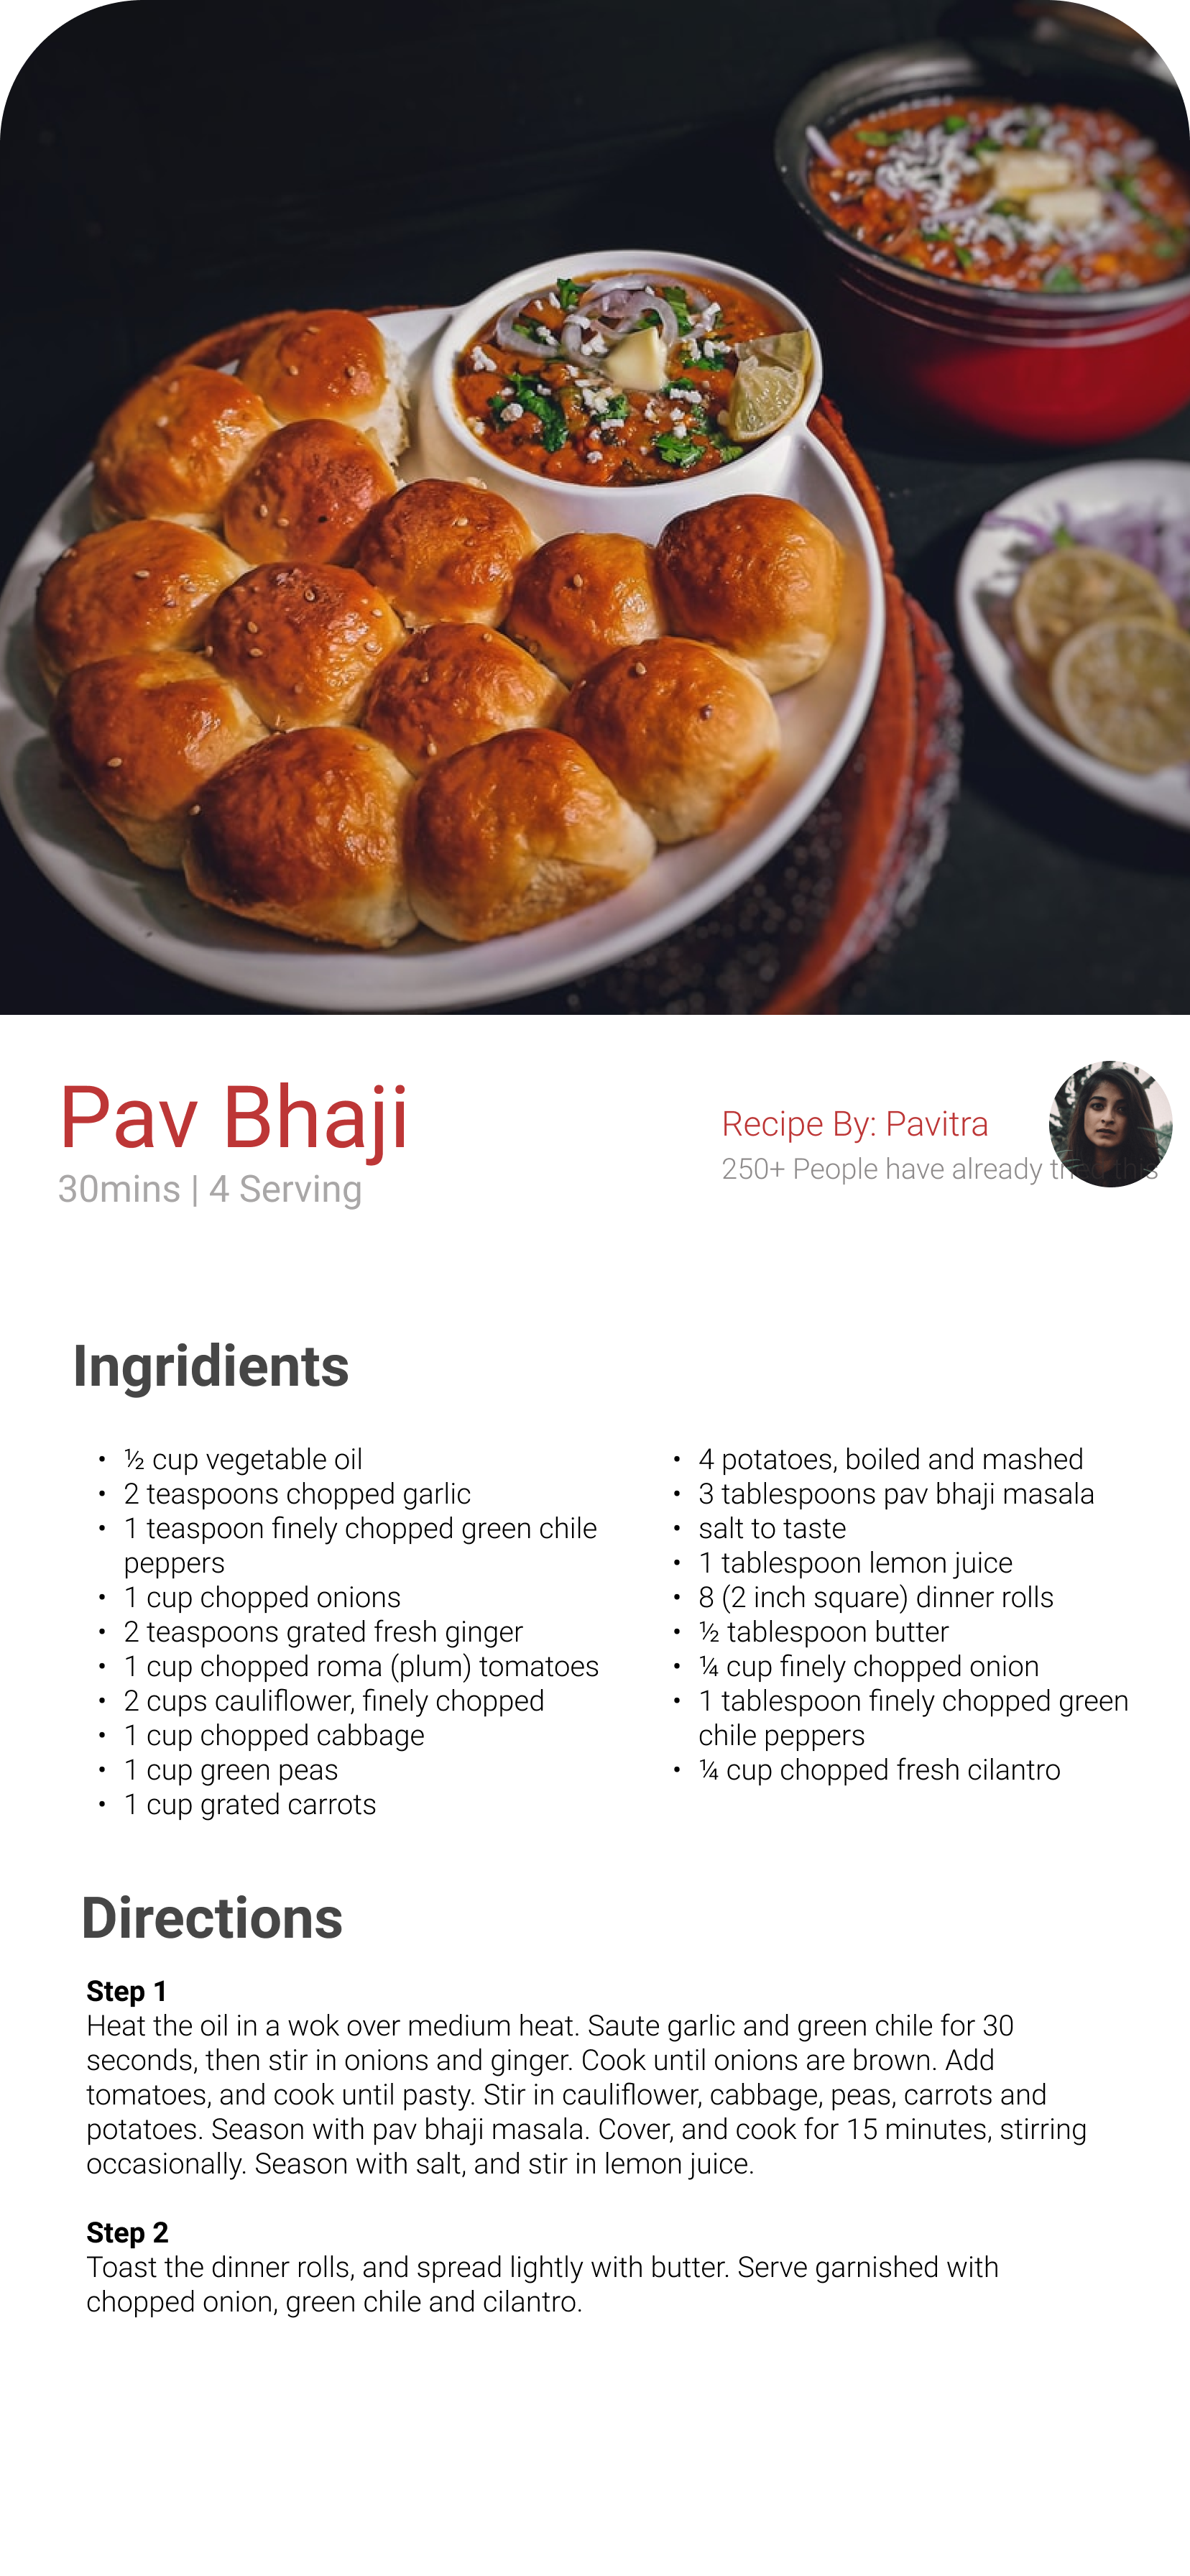 Pav Bhaji
30mins | 4 Serving
Recipe By: Pavitra
250+ People have already tried this
Ingridients
• ½ cup vegetable oil
• 2 teaspoons chopped garlic
• 1 teaspoon finely chopped green chile
peppers
• 1 cup chopped onions
• 2 teaspoons grated fresh ginger
• 1 cup chopped roma (plum) tomatoes
• 2 cups cauliflower, finely chopped
• 1 cup chopped cabbage
• 1 cup green peas
• 1 cup grated carrots
• 4 potatoes, boiled and mashed
• 3 tablespoons pav bhaji masala
• salt to taste
• 1 tablespoon lemon juice
• 8 (2 inch square) dinner rolls
• ½ tablespoon butter
• ¼ cup finely chopped onion
• 1 tablespoon finely chopped green
chile peppers
• ¼ cup chopped fresh cilantro
Directions
Step 1
Heat the oil in a wok over medium heat. Saute garlic and green chile for 30
seconds, then stir in onions and ginger. Cook until onions are brown. Add
tomatoes, and cook until pasty. Stir in cauliflower, cabbage, peas, carrots and
potatoes. Season with pav bhaji masala. Cover, and cook for 15 minutes, stirring
occasionally. Season with salt, and stir in lemon juice.
Step 2
Toast the dinner rolls, and spread lightly with butter. Serve garnished with
chopped onion, green chile and cilantro.